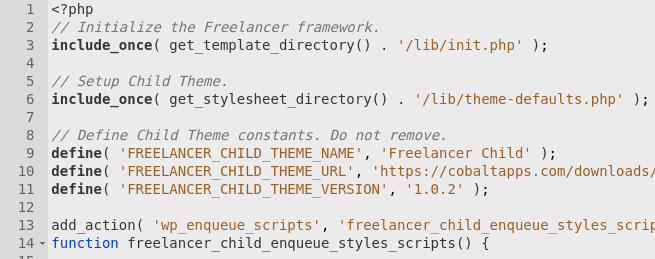 1 <?php
2 // Initialize the Freelancer framework.
3 include_once( get_template_directory() . '/lib/init.php' );
4
5 // Setup Child Theme.
6 include_once( get_stylesheet_directory() . '/lib/theme-defaults.php' );
7
8 // Define Child Theme constants. Do not remove.
9 define( 'FREELANCER_CHILD_THEME_NAME', 'Freelancer Child' );
10 define( 'FREELANCER_CHILD_THEME_URL', 'https://cobaltapps.com/downloads/
11 define( 'FREELANCER_CHILD_THEME_VERSION', '1.0.2' );
12
13 add_action( 'wp_enqueue_scripts', 'freelancer_child_enqueue_styles_scrip
14 function freelancer_child_enqueue_styles_scripts() {